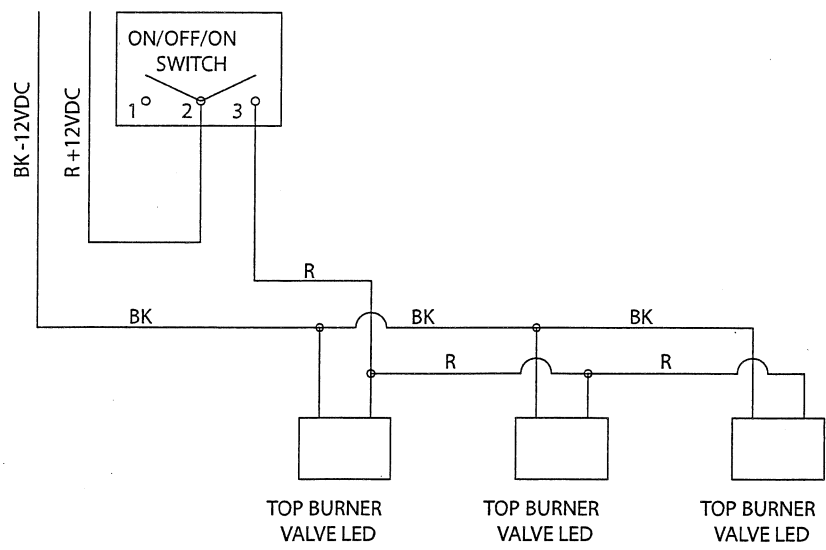 ON/OFF/ON
SWITCH
1 2 3
BK -12VDC
R +12VDC
R
BK BK BK
R R
TOP BURNER
VALVE LED
TOP BURNER
VALVE LED
TOP BURNER
VALVE LED